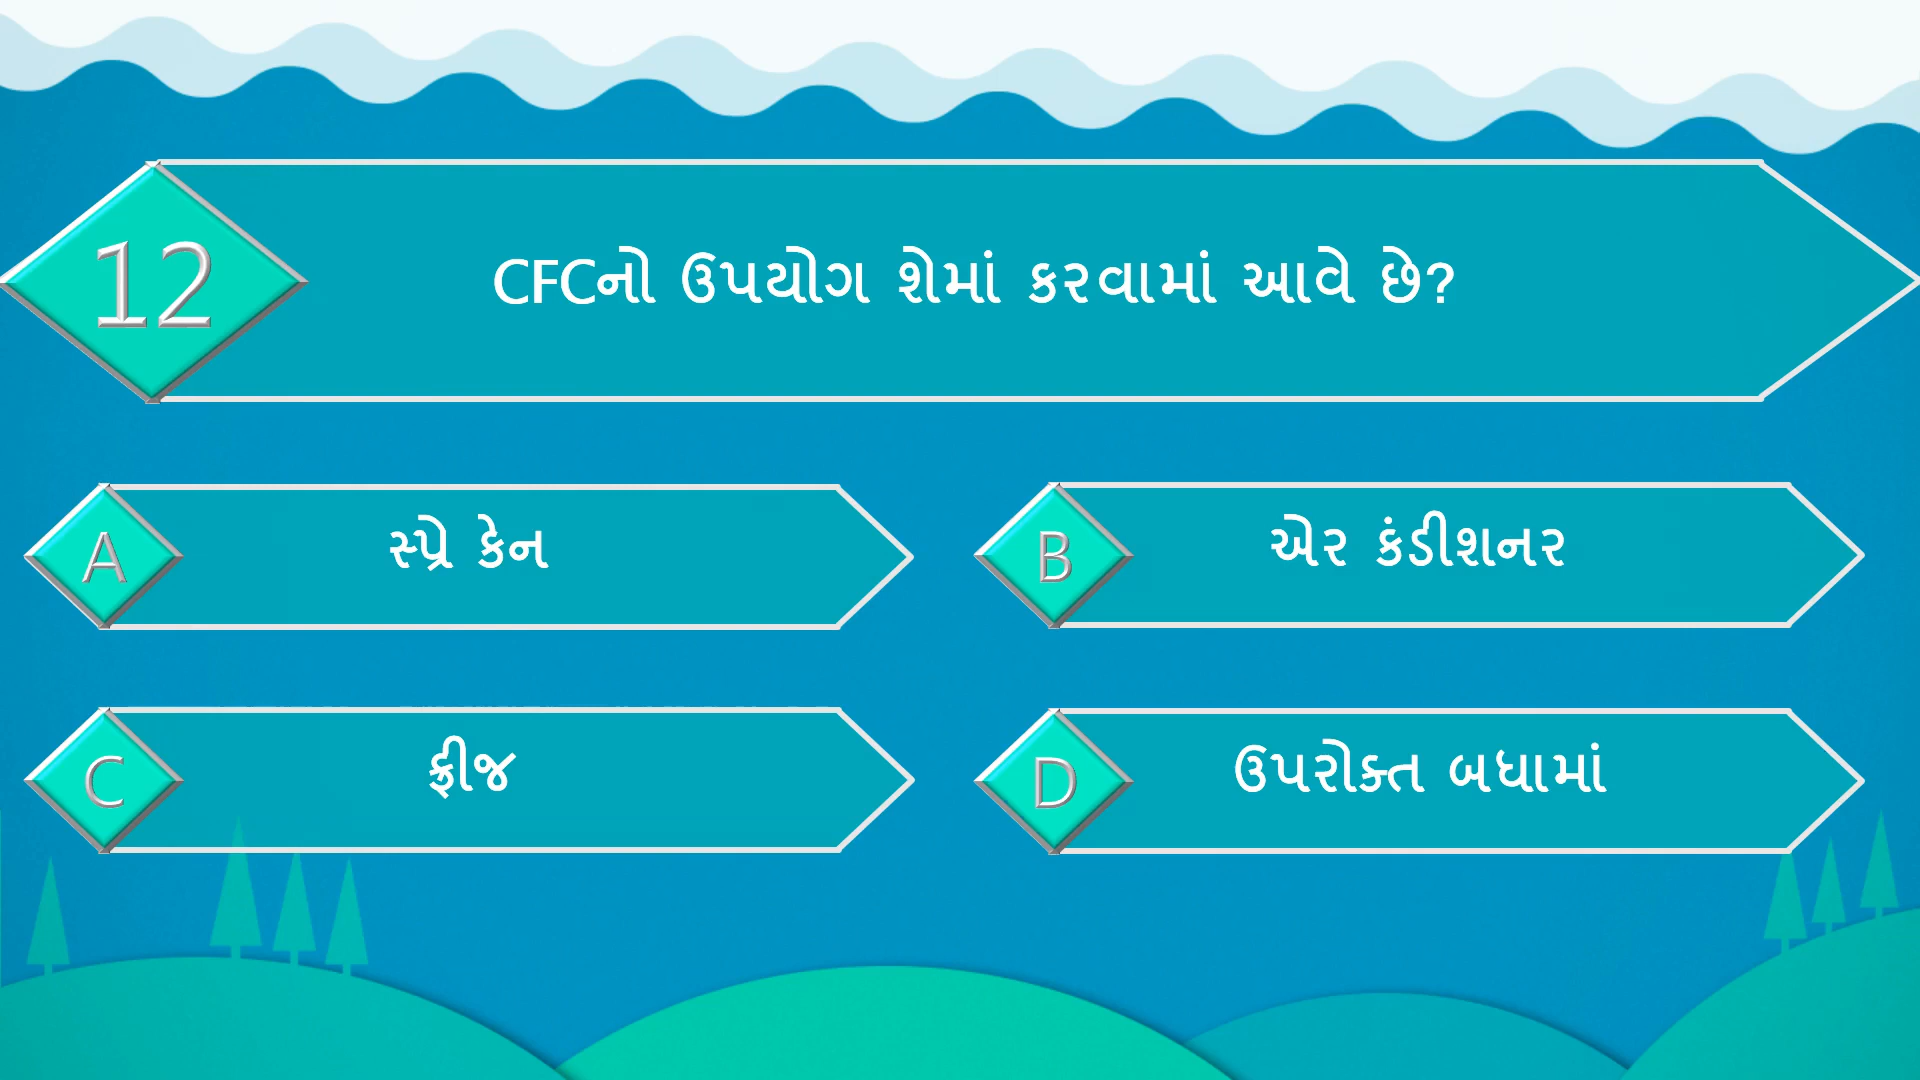 12
CFCનો ઉપયોગ શેમાં કરવામાં આવે છે?
A
સ્પ્રે કેન
B
એર કંડીશનર
C
ફ્રીજ
D
ઉપરોક્ત બધામાં